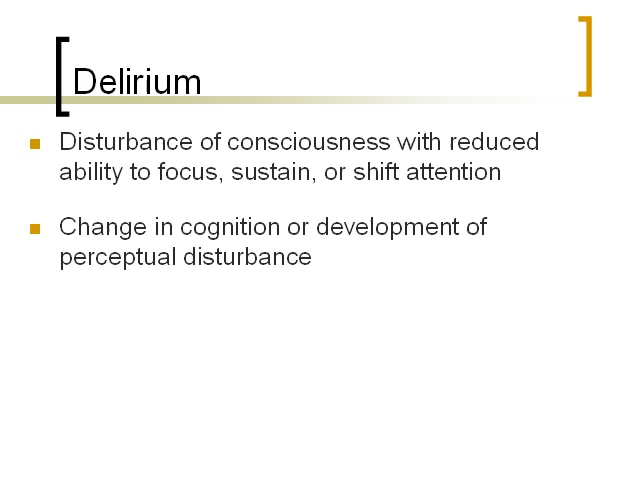 Delirium
Disturbance of consciousness with reduced
ability to focus, sustain, or shift attention
Change in cognition or development of
perceptual disturbance